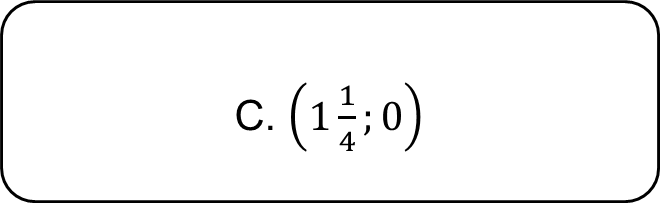 C. (1 1/4; 0)